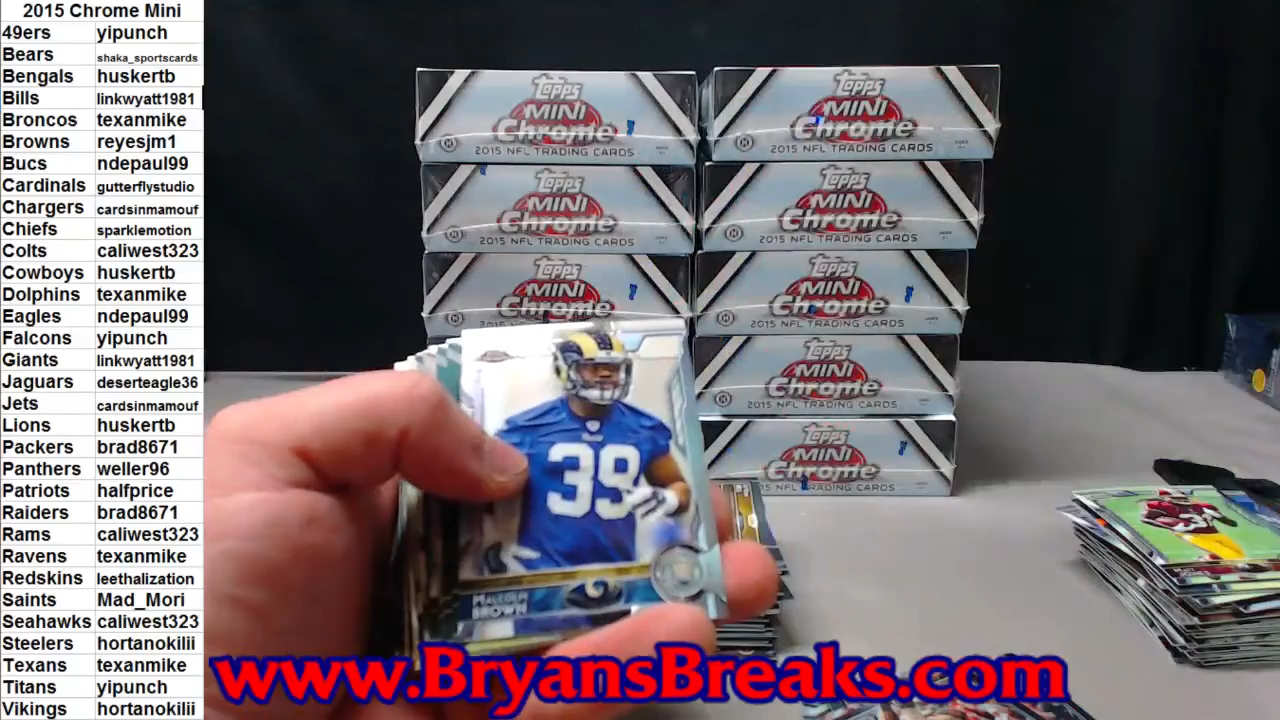 2015 Chrome Mini
49ers yipunch
Bears shaka_sportscards
Bengals huskertb
Bills linkwyatt1981
Broncos texanmike
Browns reyesjm1
Bucs ndepaul99
Cardinals gutterflystudio
Chargers cardsinmamouf
Chiefs sparklemotion
Colts caliwest323
Cowboys huskertb
Dolphins texanmike
Eagles ndepaul99
Falcons yipunch
Giants linkwyatt1981
Jaguars deserteagle36
Jets cardsinmamouf
Lions huskertb
Packers brad8671
Panthers weller96
Patriots halfprice
Raiders brad8671
Rams caliwest323
Ravens texanmike
Redskins leethalization
Saints Mad_Mori
Seahawks caliwest323
Steelers hortanokilii
Texans texanmike
Titans yipunch
Vikings hortanokilii
Topps
MINI
Chrome
2015 NFL TRADING CARDS
Topps
MINI
Chrome
2015 NFL TRADING CARDS
Topps
MINI
Chrome
2015 NFL TRADING CARDS
Topps
MINI
Chrome
2015 NFL TRADING CARDS
Topps
MINI
Chrome
Topps
MINI
Chrome
2015 NFL TRADING CARDS
Topps
MINI
Chrome
2015 NFL TRADING CARDS
Topps
MINI
Chrome
2015 NFL TRADING CARDS
39
MALCOLM
BROWN
www.BryansBreaks.com